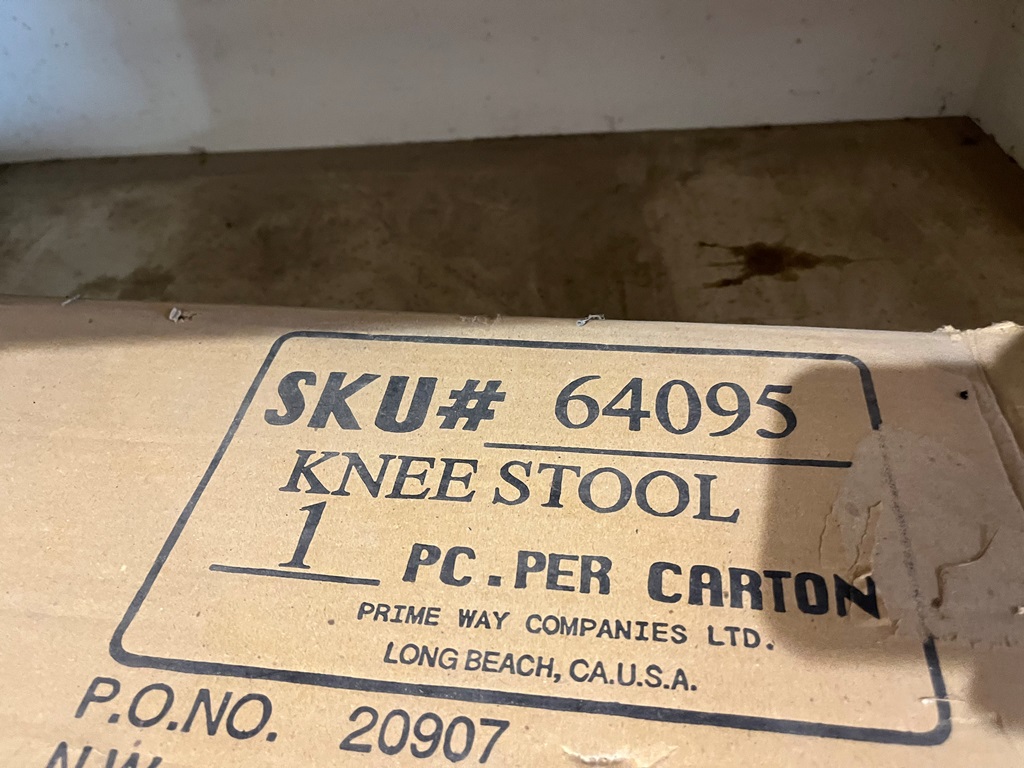 SKU# 64095
KNEE STOOL
1 PC. PER CARTON
PRIME WAY COMPANIES LTD.
LONG BEACH, CA.U.S.A.
P.O.NO. 20907